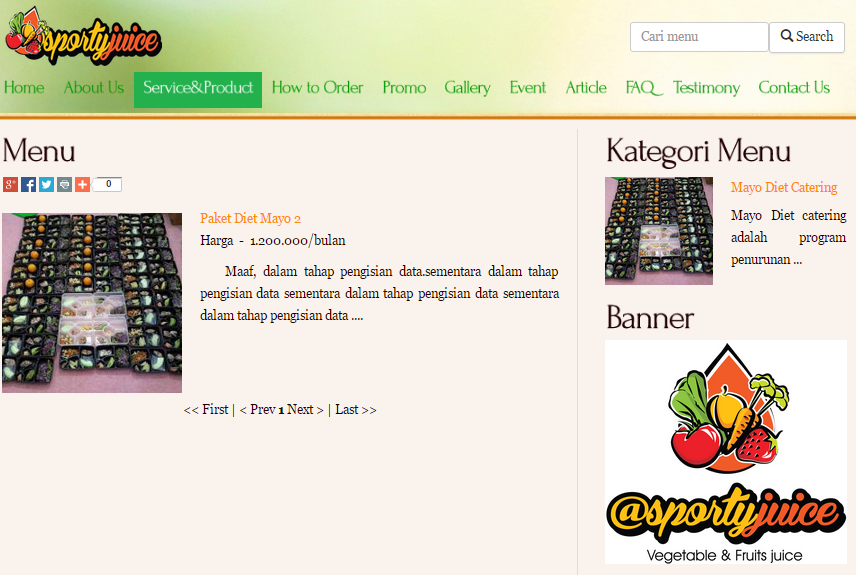 sportyjuice
Cari menu
Search
Home About Us Service&Product How to Order Promo Gallery Event Article FAQ Testimony Contact Us
Menu
g+ f 0
Paket Diet Mayo 2
Harga - 1.200.000/bulan
Maaf, dalam tahap pengisian data.sementara dalam tahap
pengisian data sementara dalam tahap pengisian data sementara
dalam tahap pengisian data ....
<< First | < Prev 1 Next > | Last >>
Kategori Menu
Mayo Diet Catering
Mayo Diet catering
adalah program
penurunan ...
Banner
@sportyjuice
Vegetable & Fruits juice